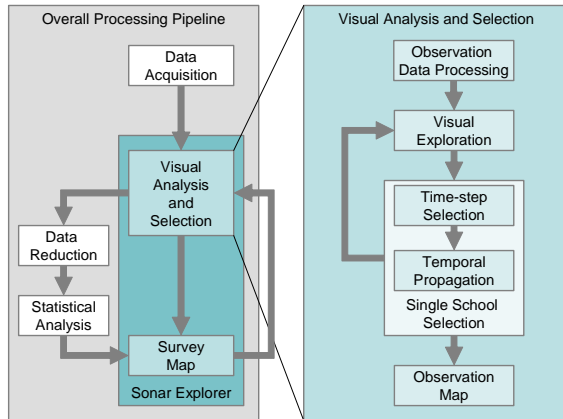 Overall Processing Pipeline
Data
Acquisition
Visual
Analysis
and
Selection
Data
Reduction
Statistical
Analysis
Survey
Map
Sonar Explorer
Visual Analysis and Selection
Observation
Data Processing
Visual
Exploration
Time-step
Selection
Temporal
Propagation
Single School
Selection
Observation
Map